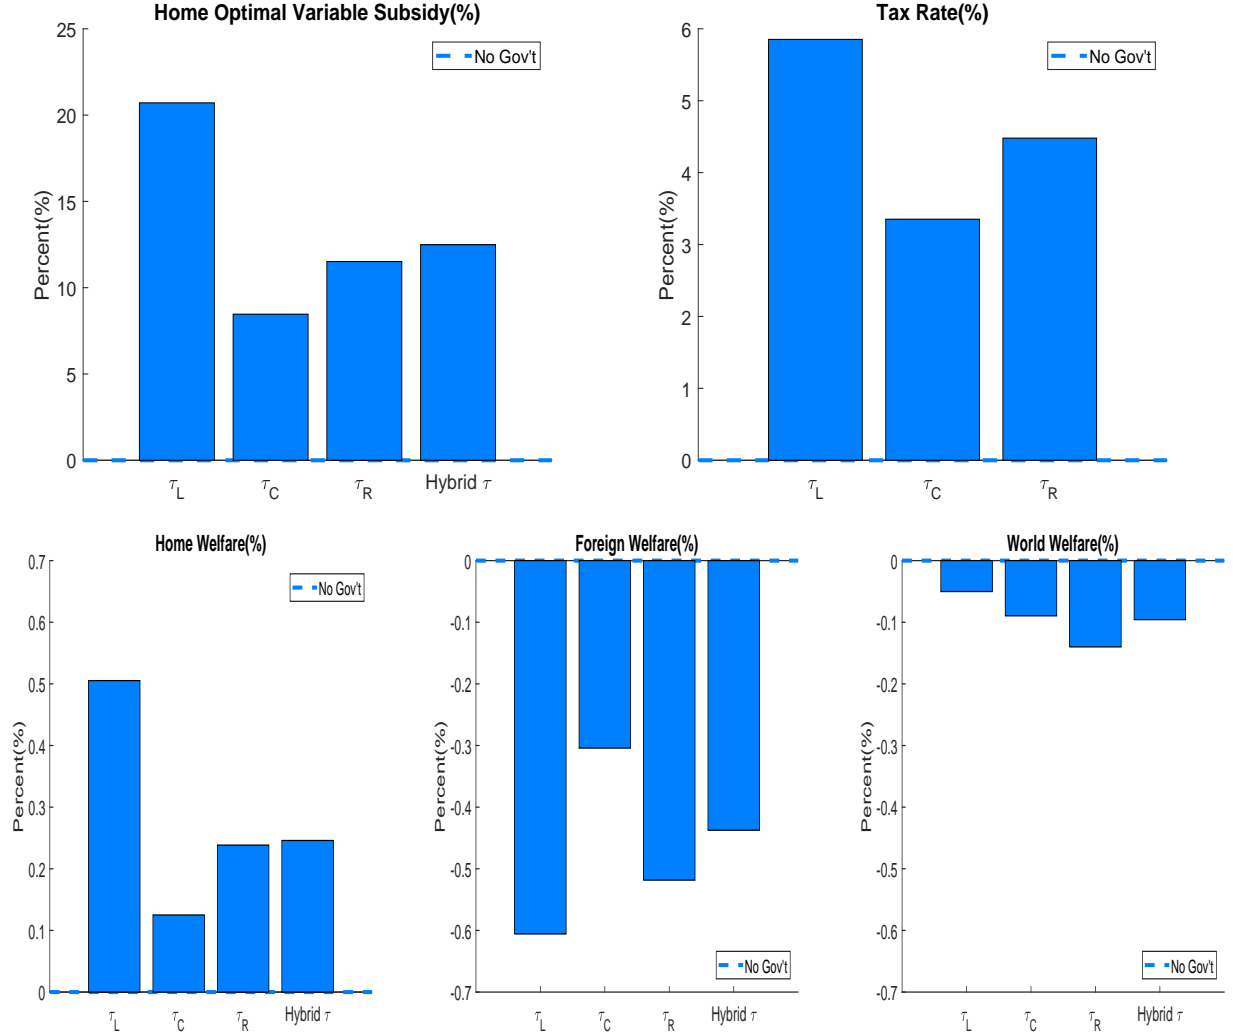 Home Optimal Variable Subsidy(%)
25
20
15
10
5
0
Percent(%)
No Gov't
τL
τC
τR
Hybrid τ
Tax Rate(%)
6
5
4
3
2
1
0
Percent(%)
No Gov't
τL
τC
τR
Home Welfare(%)
0.7
0.6
0.5
0.4
0.3
0.2
0.1
0
Percent(%)
No Gov't
τL
τC
τR
Hybrid τ
Foreign Welfare(%)
0
-0.1
-0.2
-0.3
-0.4
-0.5
-0.6
-0.7
Percent(%)
No Gov't
τL
τC
τR
Hybrid τ
World Welfare(%)
0
-0.1
-0.2
-0.3
-0.4
-0.5
-0.6
-0.7
Percent(%)
No Gov't
τL
τC
τR
Hybrid τ